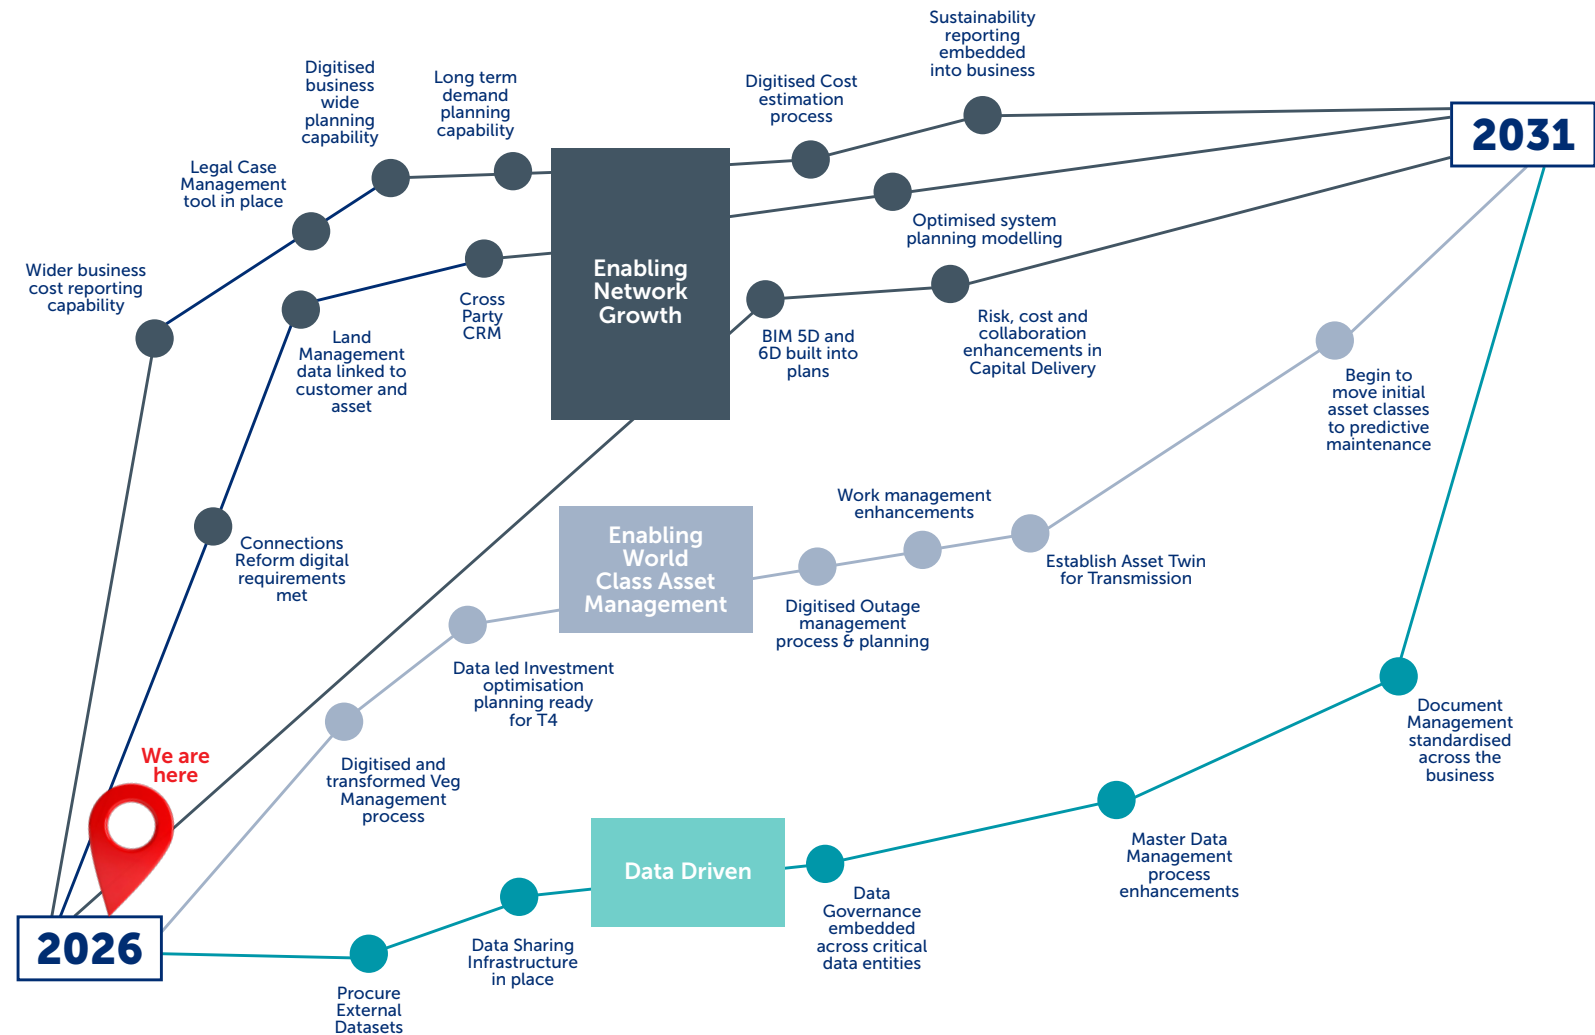 Sustainability
reporting
embedded
into business
Digitised
business
wide
planning
capability
Long term
demand
planning
capability
Digitised Cost
estimation
process
2031
Legal Case
Management
tool in place
Optimised system
planning modelling
Wider business
cost reporting
capability
Enabling
Network
Growth
Cross
Party
CRM
Land
Management
data linked to
customer and
asset
BIM 5D and
6D built into
plans
Risk, cost and
collaboration
enhancements in
Capital Delivery
Begin to
move initial
asset classes
to predictive
maintenance
Connections
Reform digital
requirements
met
Work management
enhancements
Enabling
World
Class Asset
Management
Establish Asset Twin
for Transmission
Digitised Outage
management
process & planning
Data led Investment
optimisation
planning ready
for T4
Document
Management
standardised
across the
business
We are
here
Digitised and
transformed Veg
Management
process
Data Driven
Master Data
Management
process
enhancements
Data
Governance
embedded
across critical
data entities
2026
Data Sharing
Infrastructure
in place
Procure
External
Datasets